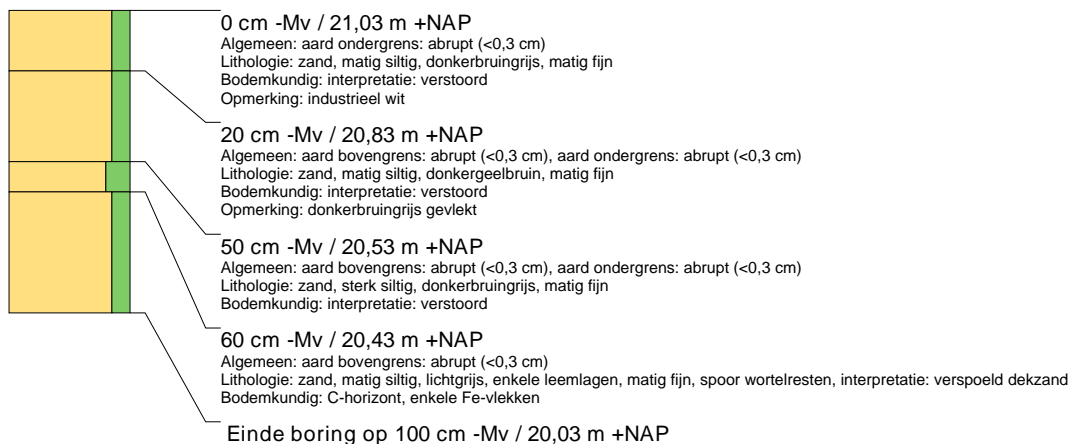 0 cm -Mv / 21,03 m +NAP
Algemeen: aard ondergrens: abrupt (<0,3 cm)
Lithologie: zand, matig siltig, donkerbruingrijs, matig fijn
Bodemkundig: interpretatie: verstoord
Opmerking: industrieel wit
20 cm -Mv / 20,83 m +NAP
Algemeen: aard bovengrens: abrupt (<0,3 cm), aard ondergrens: abrupt (<0,3 cm)
Lithologie: zand, matig siltig, donkergeelbruin, matig fijn
Bodemkundig: interpretatie: verstoord
Opmerking: donkerbruingrijs gevlekt
50 cm -Mv / 20,53 m +NAP
Algemeen: aard bovengrens: abrupt (<0,3 cm), aard ondergrens: abrupt (<0,3 cm)
Lithologie: zand, sterk siltig, donkerbruingrijs, matig fijn
Bodemkundig: interpretatie: verstoord
60 cm -Mv / 20,43 m +NAP
Algemeen: aard bovengrens: abrupt (<0,3 cm)
Lithologie: zand, matig siltig, lichtgrijs, enkele leemlagen, matig fijn, spoor wortelresten, interpretatie: verspoeld dekzand
Bodemkundig: C-horizont, enkele Fe-vlekken
Einde boring op 100 cm -Mv / 20,03 m +NAP